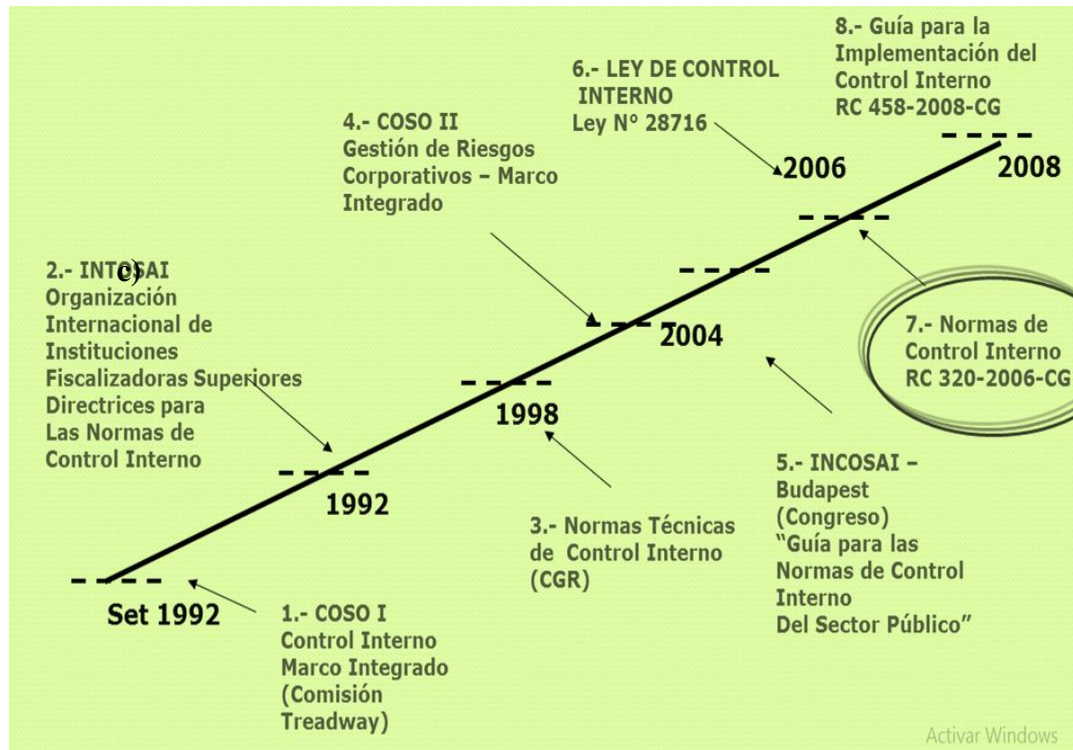 8.- Guía para la
Implementación del
Control Interno
RC 458-2008-CG
6.- LEY DE CONTROL
INTERNO
Ley N° 28716
4.- COSO II
Gestión de Riesgos
Corporativos – Marco
Integrado
2006
2008
2.- INTOSAI
c)
Organización
Internacional de
Instituciones
Fiscalizadoras Superiores
Directrices para
Las Normas de
Control Interno
7.- Normas de
Control Interno
RC 320-2006-CG
2004
1998
1992
5.- INCOSAI –
Budapest
(Congreso)
“Guía para las
Normas de Control
Interno
Del Sector Público”
3.- Normas Técnicas
de Control Interno
(CGR)
Set 1992
1.- COSO I
Control Interno
Marco Integrado
(Comisión
Treadway)
Activar Windows